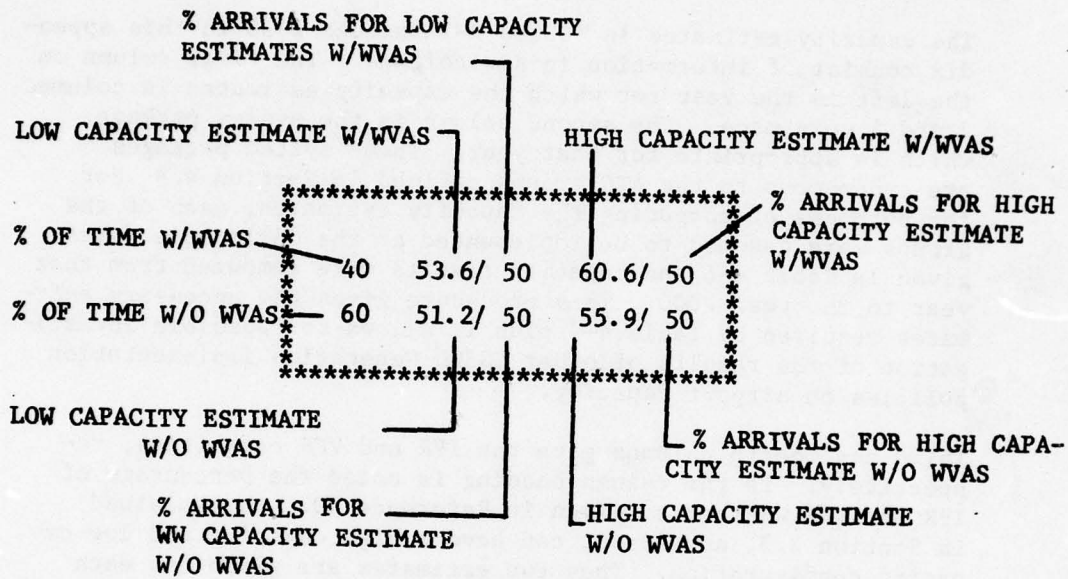 % ARRIVALS FOR LOW CAPACITY
ESTIMATES W/WVAS
LOW CAPACITY ESTIMATE W/WVAS
HIGH CAPACITY ESTIMATE W/WVAS
% ARRIVALS FOR HIGH
CAPACITY ESTIMATE
W/WVAS
% OF TIME W/WVAS
40 53.6/ 50 60.6/ 50
% OF TIME W/O WVAS
60 51.2/ 50 55.9/ 50
LOW CAPACITY ESTIMATE
W/O WVAS
% ARRIVALS FOR HIGH CAPA-
CITY ESTIMATE W/O WVAS
% ARRIVALS FOR
WW CAPACITY ESTIMATE
W/O WVAS
HIGH CAPACITY ESTIMATE
W/O WVAS